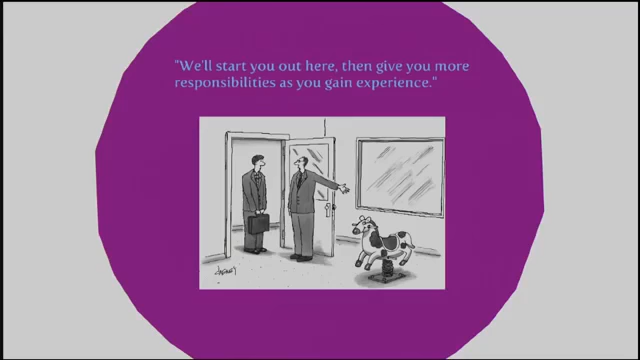 "We'll start you out here, then give you more
responsibilities as you gain experience."